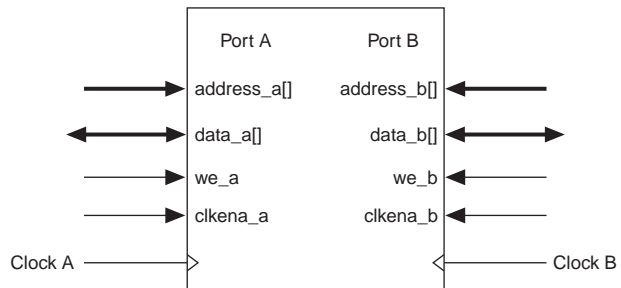 Port A Port B
address_a[] address_b[]
data_a[] data_b[]
we_a we_b
clkena_a clkena_b
Clock A Clock B